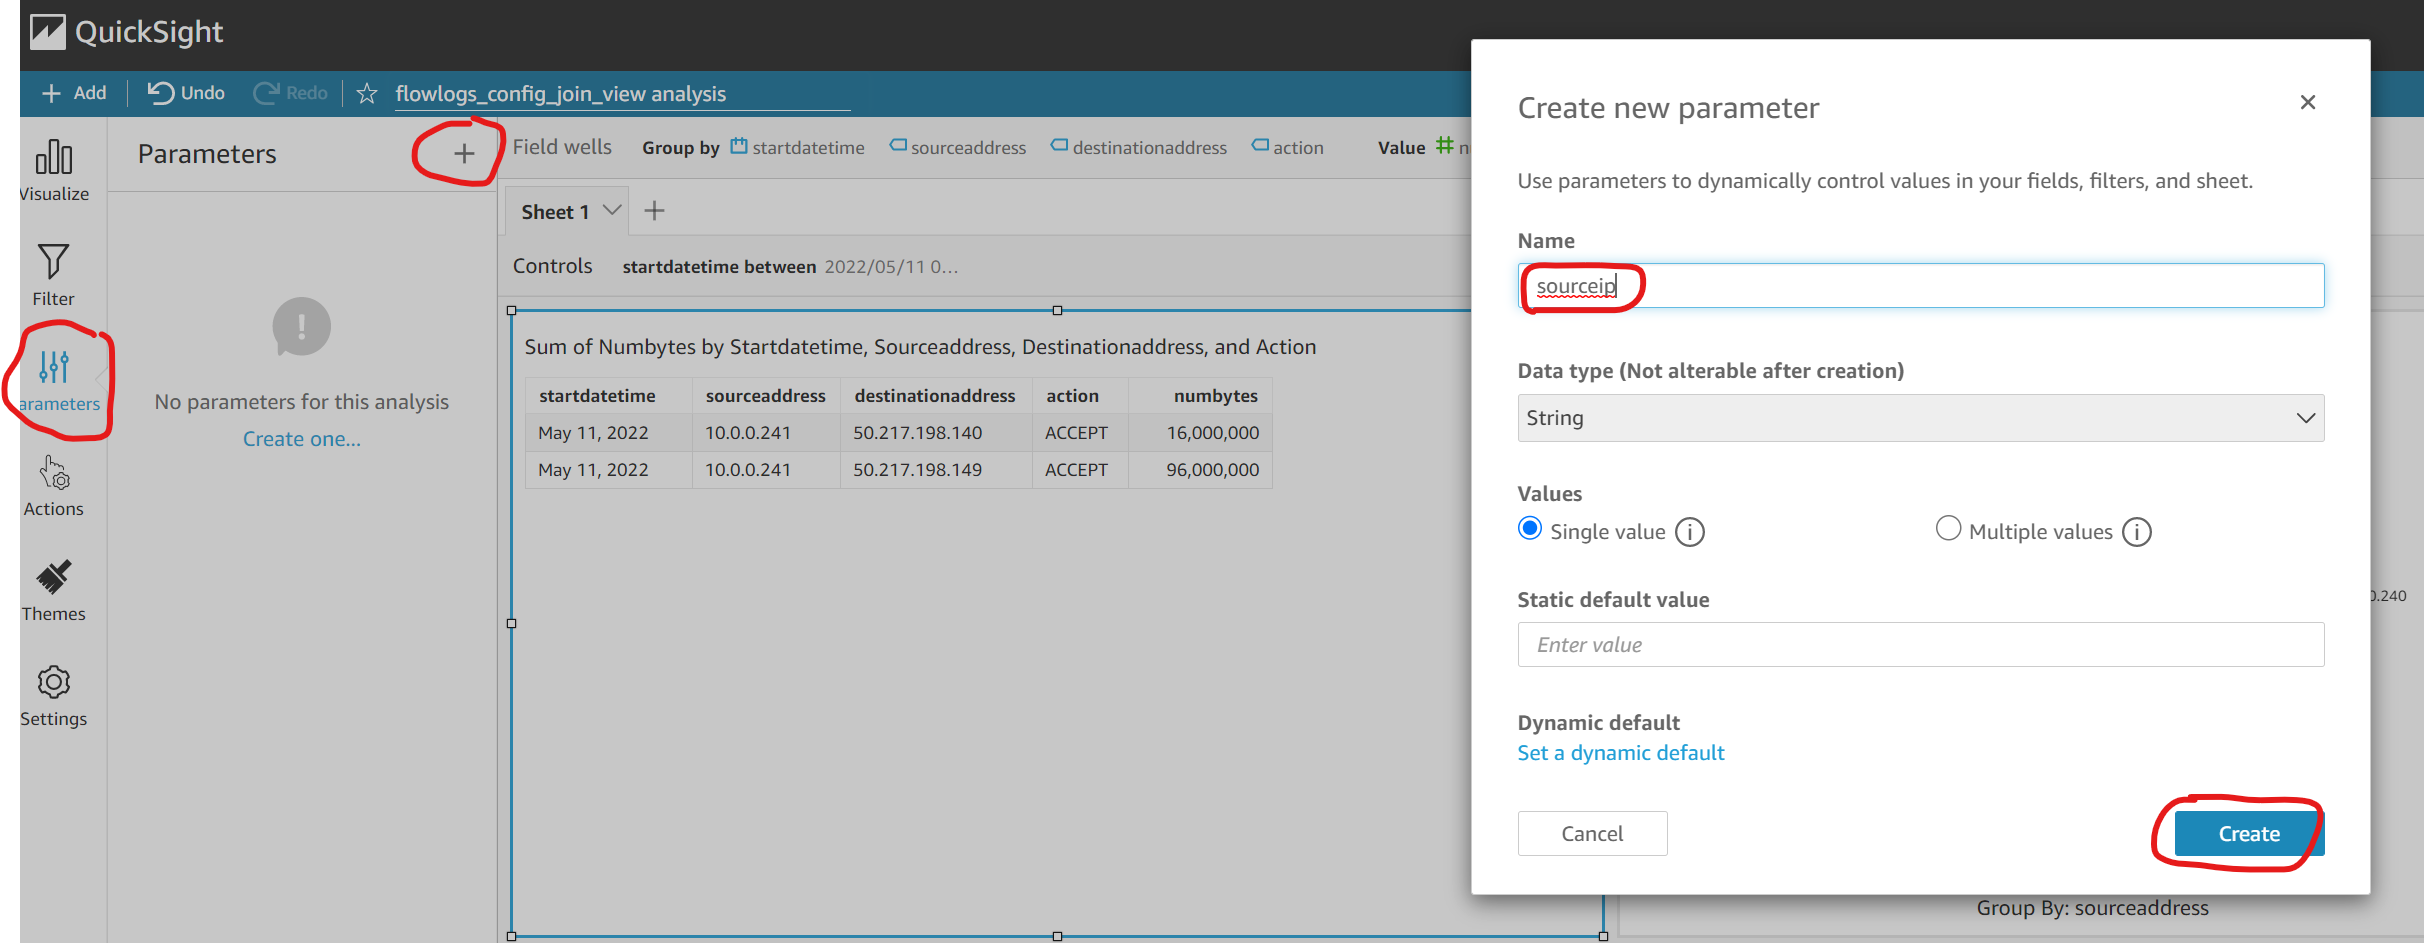 QuickSight
Add Undo Redo flowlogs_config_join_view analysis
Visualize
Filter
arameters
Actions
Themes
Settings
Parameters
No parameters for this analysis
Create one...
Field wells Group by startdatetime sourceaddress destinationaddress action Value
Sheet 1
Controls startdatetime between 2022/05/11 0...
Sum of Numbytes by Startdatetime, Sourceaddress, Destinationaddress, and Action
startdatetime sourceaddress destinationaddress action numbytes
May 11, 2022 10.0.0.241 50.217.198.140 ACCEPT 16,000,000
May 11, 2022 10.0.0.241 50.217.198.149 ACCEPT 96,000,000
Create new parameter
Use parameters to dynamically control values in your fields, filters, and sheet.
Name
sourceip
Data type (Not alterable after creation)
String
Values
Single value Multiple values
Static default value
Enter value
Dynamic default
Set a dynamic default
Cancel Create
0.240
Group By: sourceaddress